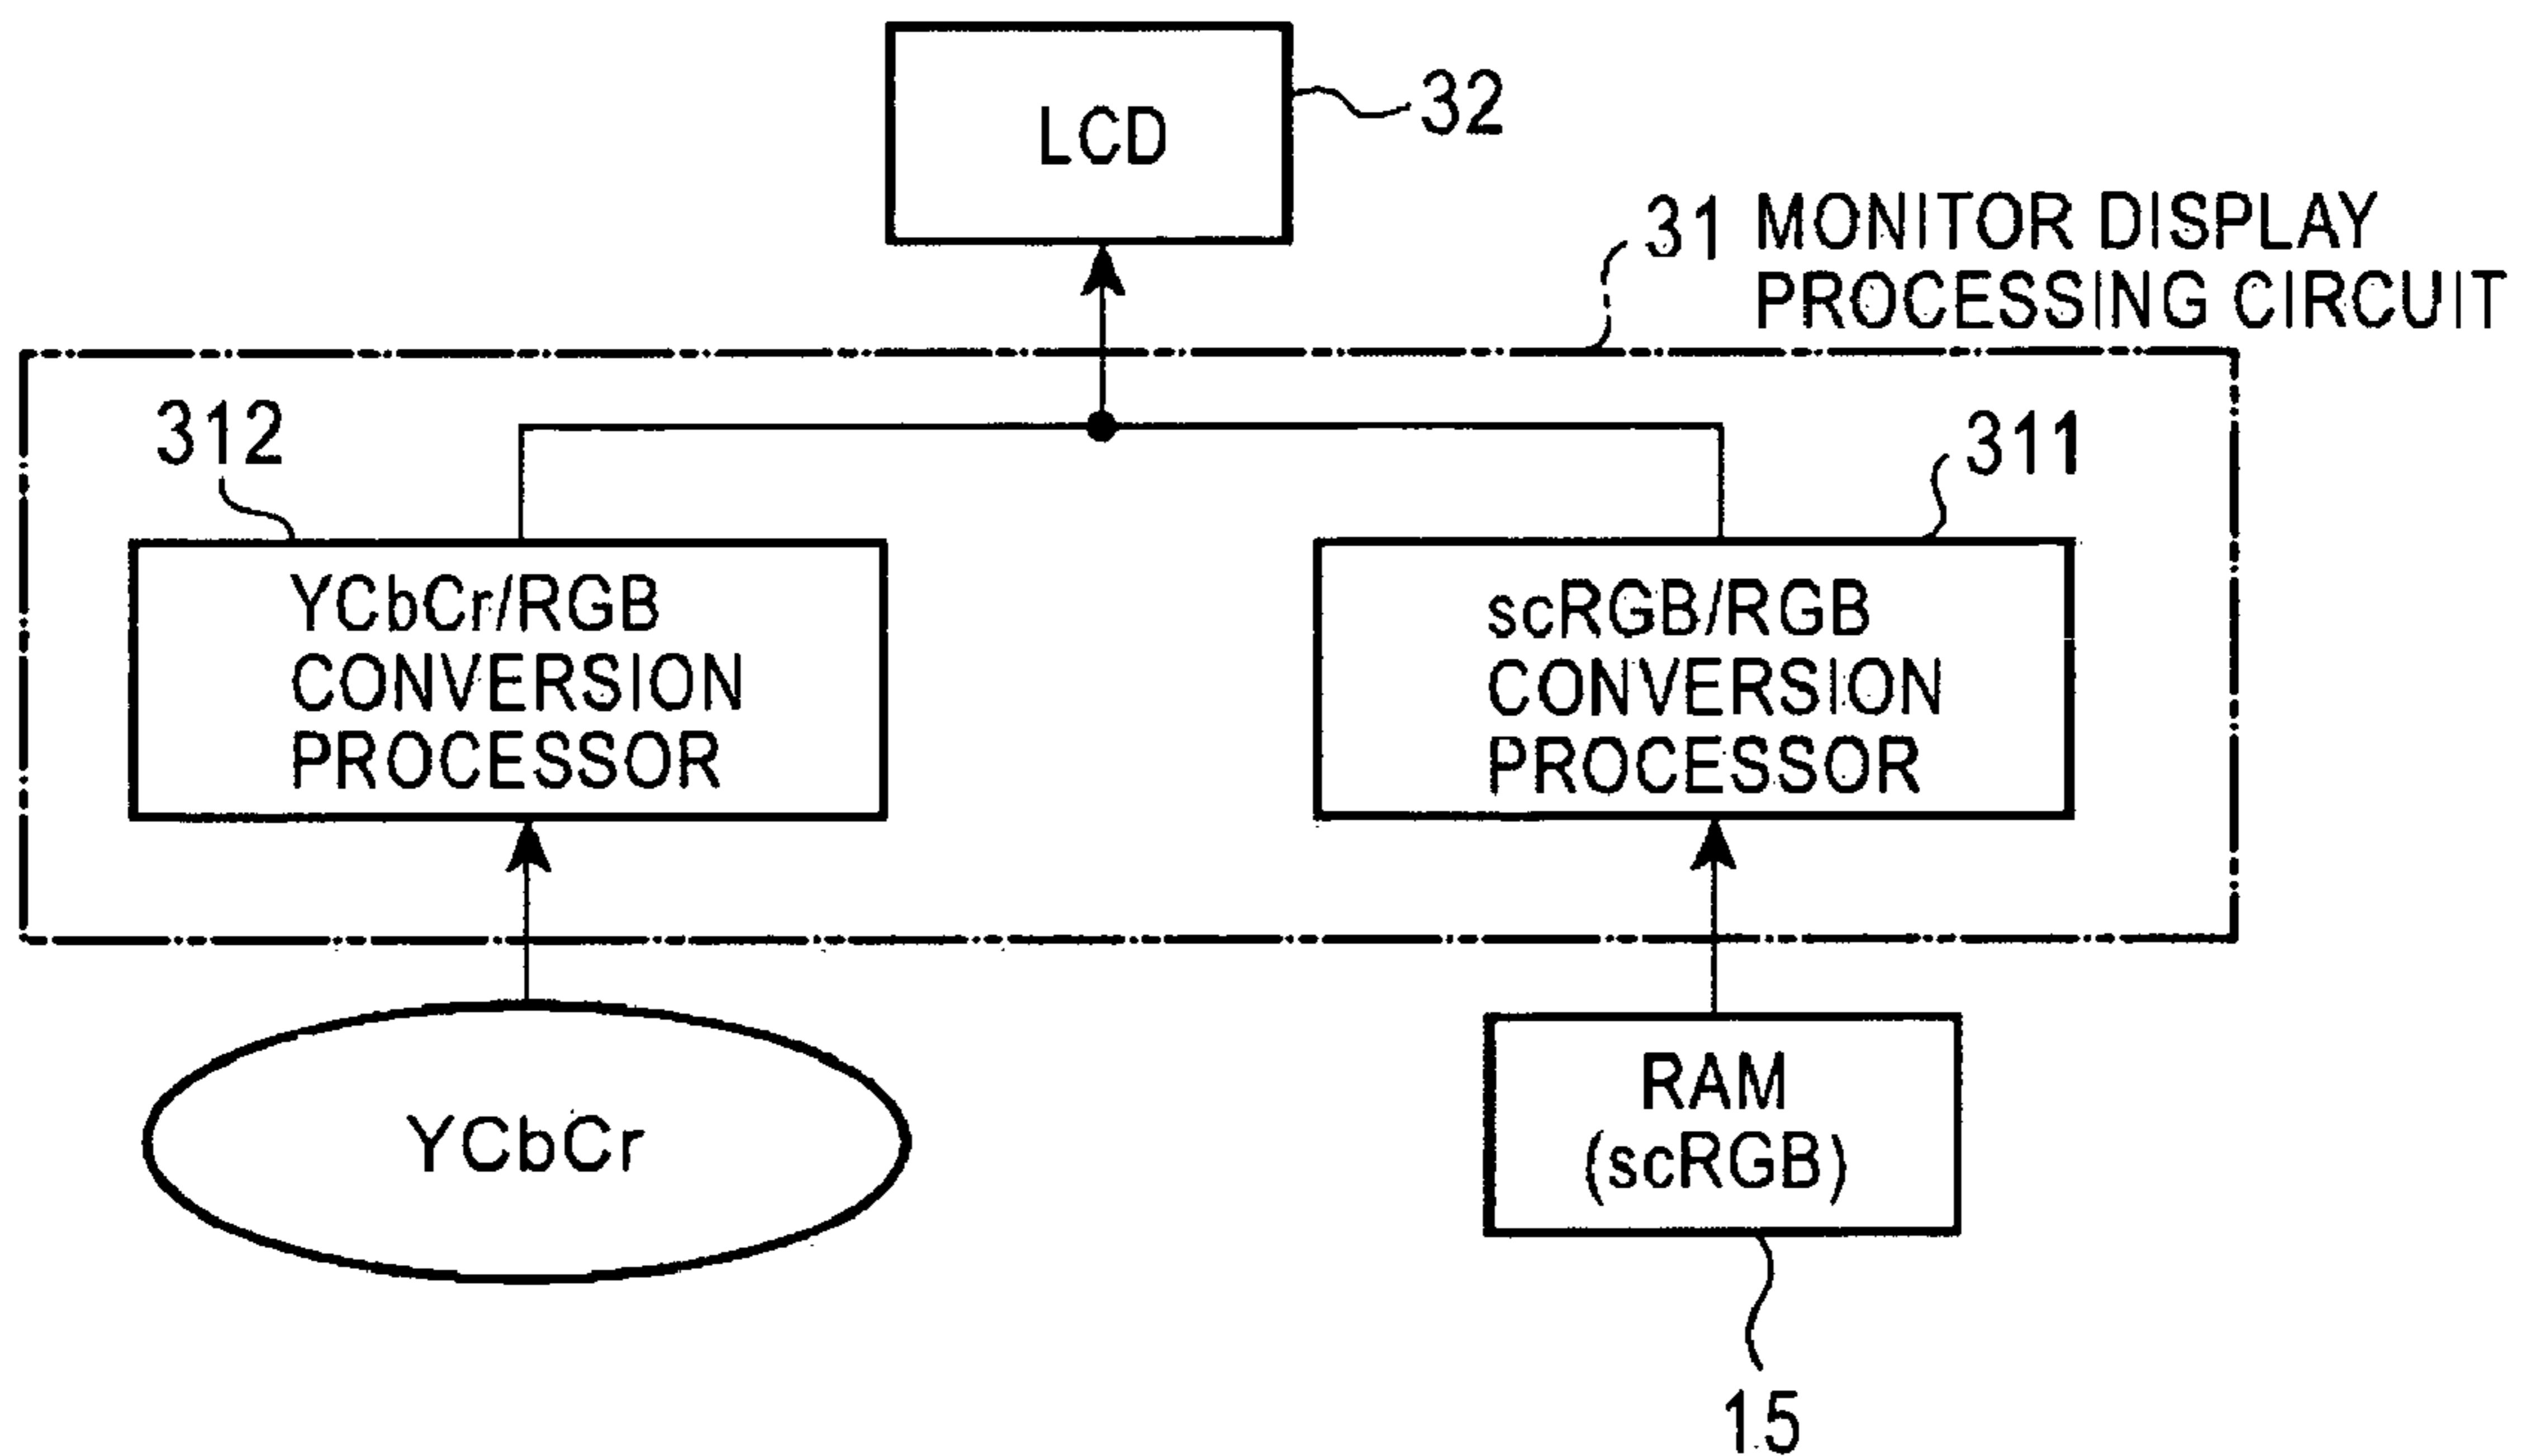 LCD
32
31 MONITOR DISPLAY
PROCESSING CIRCUIT
312
311
YCbCr/RGB
CONVERSION
PROCESSOR
scRGB/RGB
CONVERSION
PROCESSOR
YCbCr
RAM
(scRGB)
15